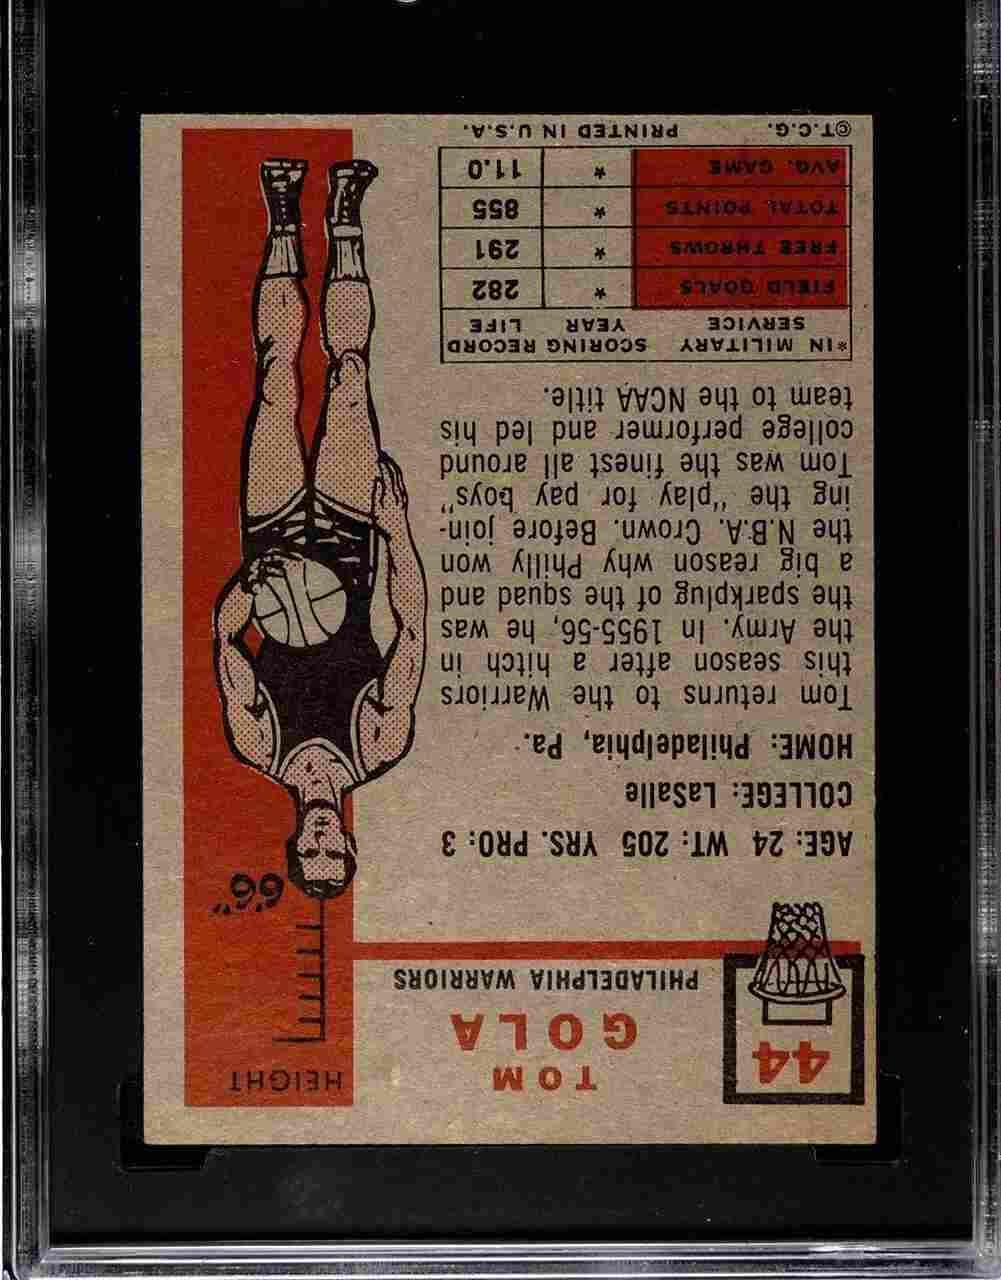 44
TOM
GOLA
PHILADELPHIA WARRIORS
HEIGHT
6'6"
AGE: 24 WT: 205 YRS. PRO: 3
COLLEGE: LaSalle
HOME: Philadelphia, Pa.
Tom returns to the Warriors
this season after a hitch in
the Army. In 1955-56, he was
the sparkplug of the squad and
a big reason why Philly won
the N.B.A. Crown. Before join-
ing the "play for pay boys"
Tom was the finest all around
college performer and led his
team to the NCAA title.
*IN MILITARY SERVICE SCORING RECORD YEAR LIFE
FIELD GOALS * 282
FREE THROWS * 291
TOTAL POINTS * 855
AVG. GAME * 11.0
©T.C.G. PRINTED IN U.S.A.